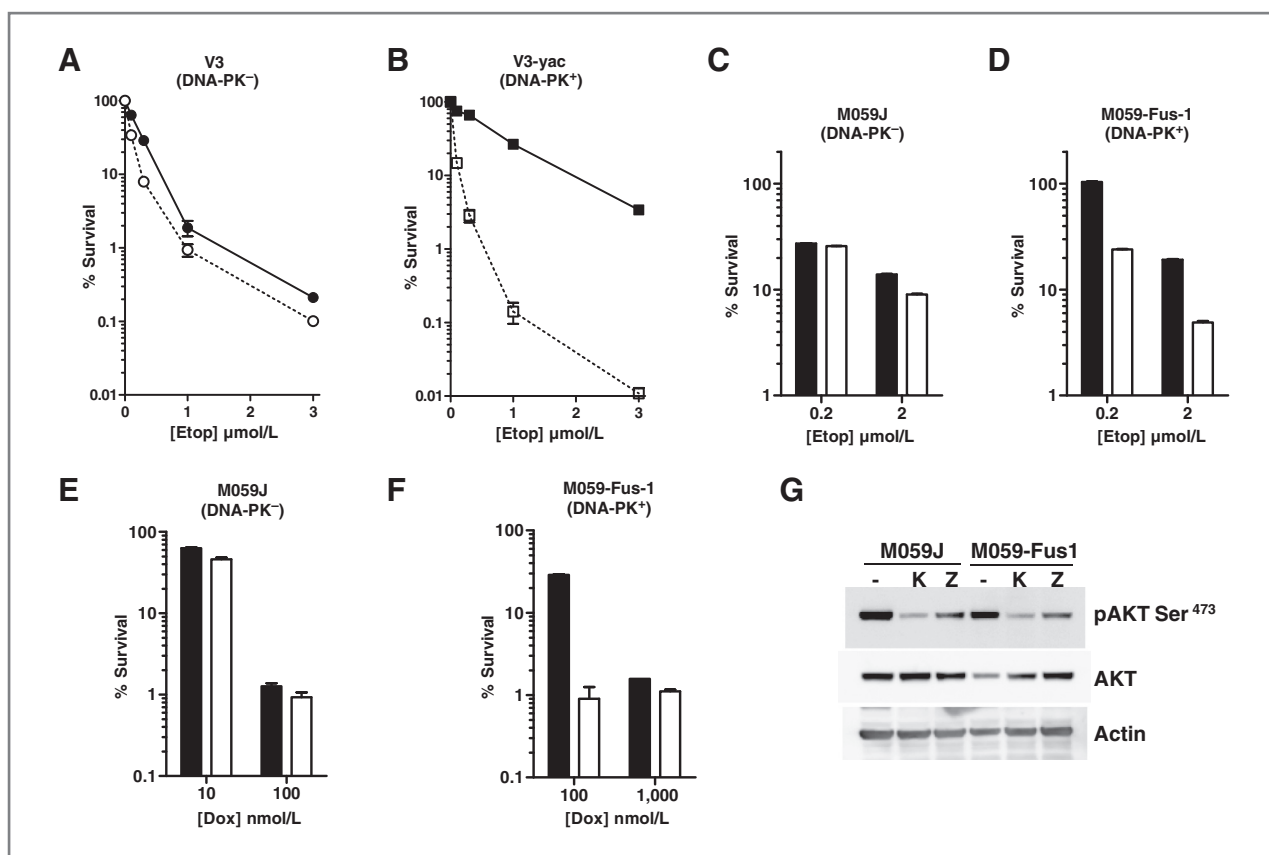 A
V3
(DNA-PK⁻)
% Survival
100
10
1
0.1
0.01
0 1 2 3
[Etop] µmol/L
B
V3-yac
(DNA-PK⁺)
% Survival
100
10
1
0.1
0.01
0 1 2 3
[Etop] µmol/L
C
M059J
(DNA-PK⁻)
% Survival
100
10
1
0.2 2
[Etop] µmol/L
D
M059-Fus-1
(DNA-PK⁺)
% Survival
100
10
1
0.2 2
[Etop] µmol/L
E
M059J
(DNA-PK⁻)
% Survival
100
10
1
0.1
10 100
[Dox] nmol/L
F
M059-Fus-1
(DNA-PK⁺)
% Survival
100
10
1
0.1
100 1,000
[Dox] nmol/L
G
M059J M059-Fus1
- K Z - K Z
pAKT Ser⁴⁷³
AKT
Actin